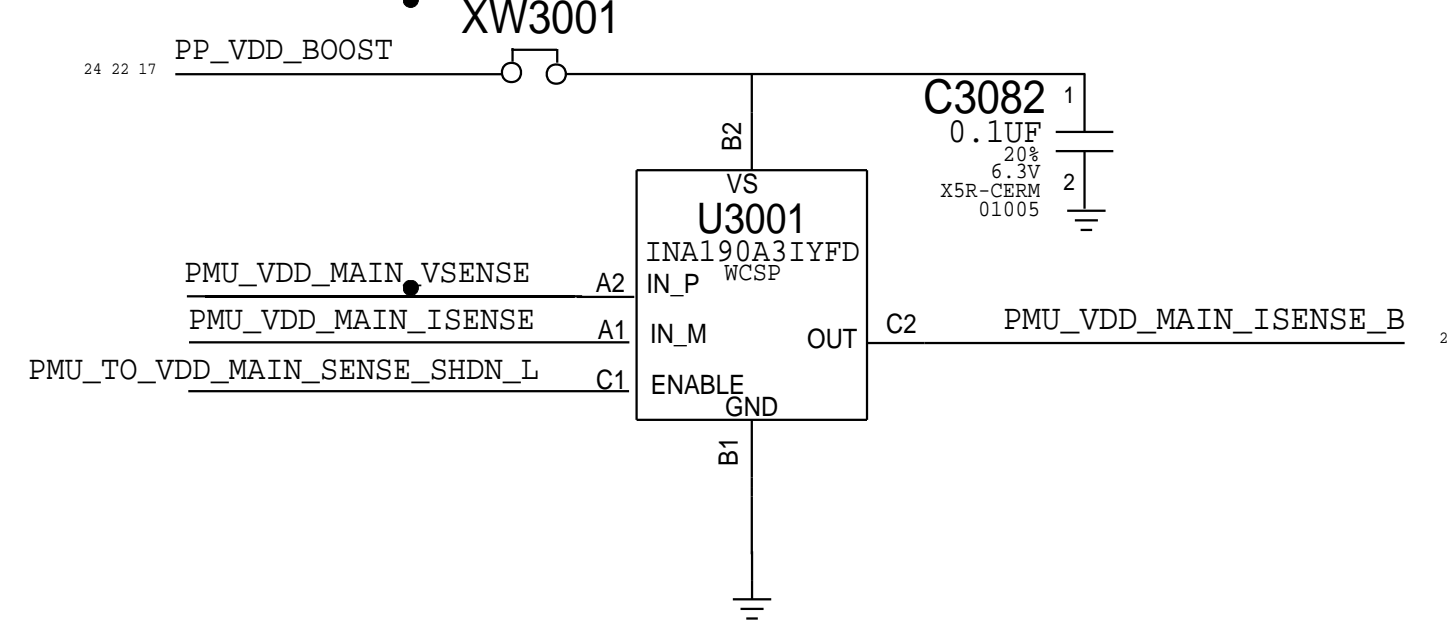 XW3001
PP_VDD_BOOST
24 22 17
C3082
1
0.1UF
20%
6.3V
X5R-CERM
2
01005
B2
VS
U3001
INA190A3IYFD
WCSP
PMU_VDD_MAIN_VSENSE
A2
IN_P
PMU_VDD_MAIN_ISENSE
A1
IN_M
OUT
C2
PMU_VDD_MAIN_ISENSE_B
2
PMU_TO_VDD_MAIN_SENSE_SHDN_L
C1
ENABLE
GND
B1